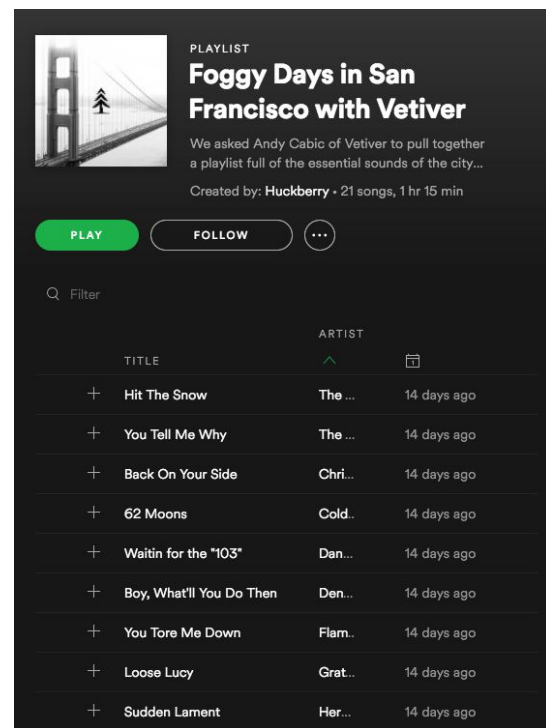 PLAYLIST
Foggy Days in San
Francisco with Vetiver
We asked Andy Cabic of Vetiver to pull together
a playlist full of the essential sounds of the city...
Created by: Huckberry • 21 songs, 1 hr 15 min
PLAY FOLLOW ...
Filter
ARTIST
TITLE 1
+ Hit The Snow The ... 14 days ago
+ You Tell Me Why The ... 14 days ago
+ Back On Your Side Chri... 14 days ago
+ 62 Moons Cold.. 14 days ago
+ Waitin for the "103" Dan... 14 days ago
+ Boy, What'll You Do Then Den... 14 days ago
+ You Tore Me Down Flam.. 14 days ago
+ Loose Lucy Grat... 14 days ago
+ Sudden Lament Her... 14 days ago